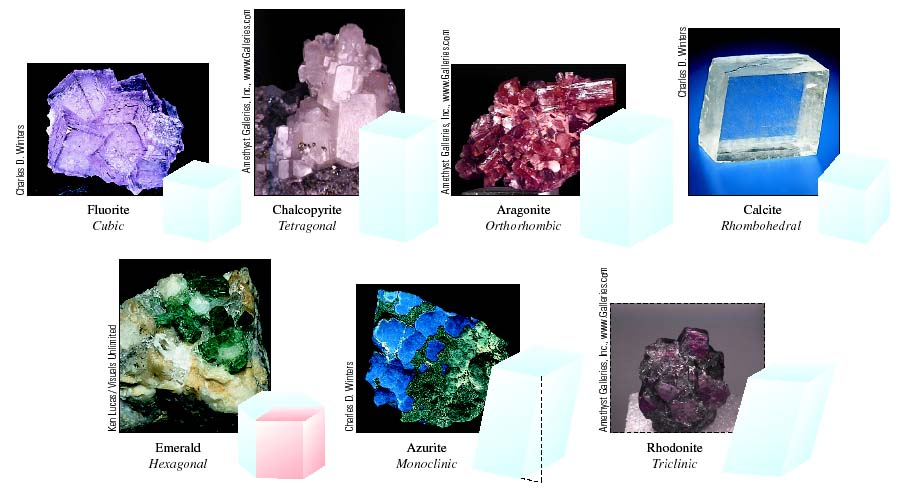 Charles D. Winters
Fluorite
Cubic
Amethyst Galleries, Inc., www.Galleries.com
Chalcopyrite
Tetragonal
Amethyst Galleries, Inc., www.Galleries.com
Aragonite
Orthorhombic
Charles D. Winters
Calcite
Rhombohedral
Ken Lucas/Visuals Unlimited
Emerald
Hexagonal
Charles D. Winters
Azurite
Monoclinic
Amethyst Galleries, Inc., www.Galleries.com
Rhodonite
Triclinic